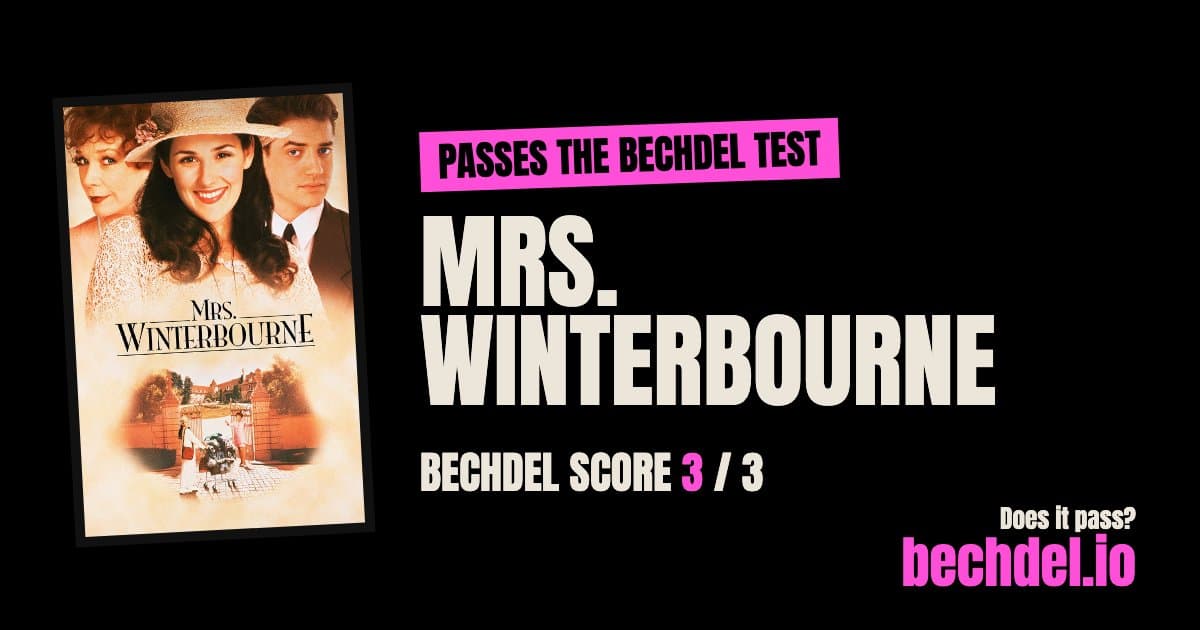 MRS.
WINTERBOURNE
PASSES THE BECHDEL TEST
MRS.
WINTERBOURNE
BECHDEL SCORE 3 / 3
Does it pass?
bechdel.io